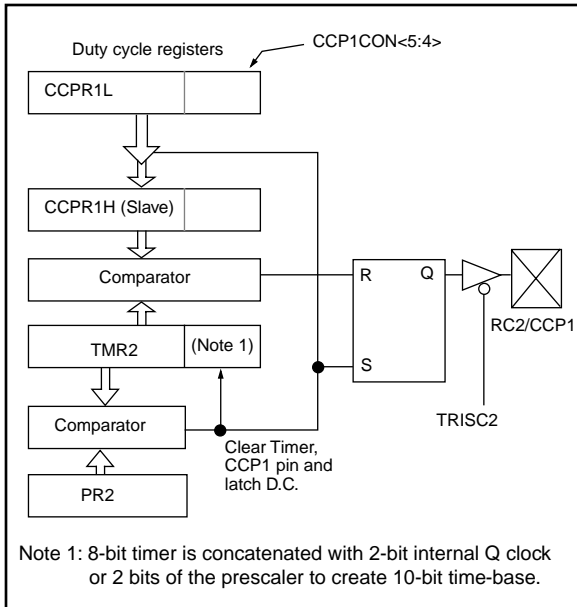 Duty cycle registers
CCP1CON<5:4>
CCPR1L
CCPR1H (Slave)
Comparator
R
Q
RC2/CCP1
TMR2
(Note 1)
S
TRISC2
Comparator
Clear Timer,
CCP1 pin and
latch D.C.
PR2
Note 1: 8-bit timer is concatenated with 2-bit internal Q clock
or 2 bits of the prescaler to create 10-bit time-base.